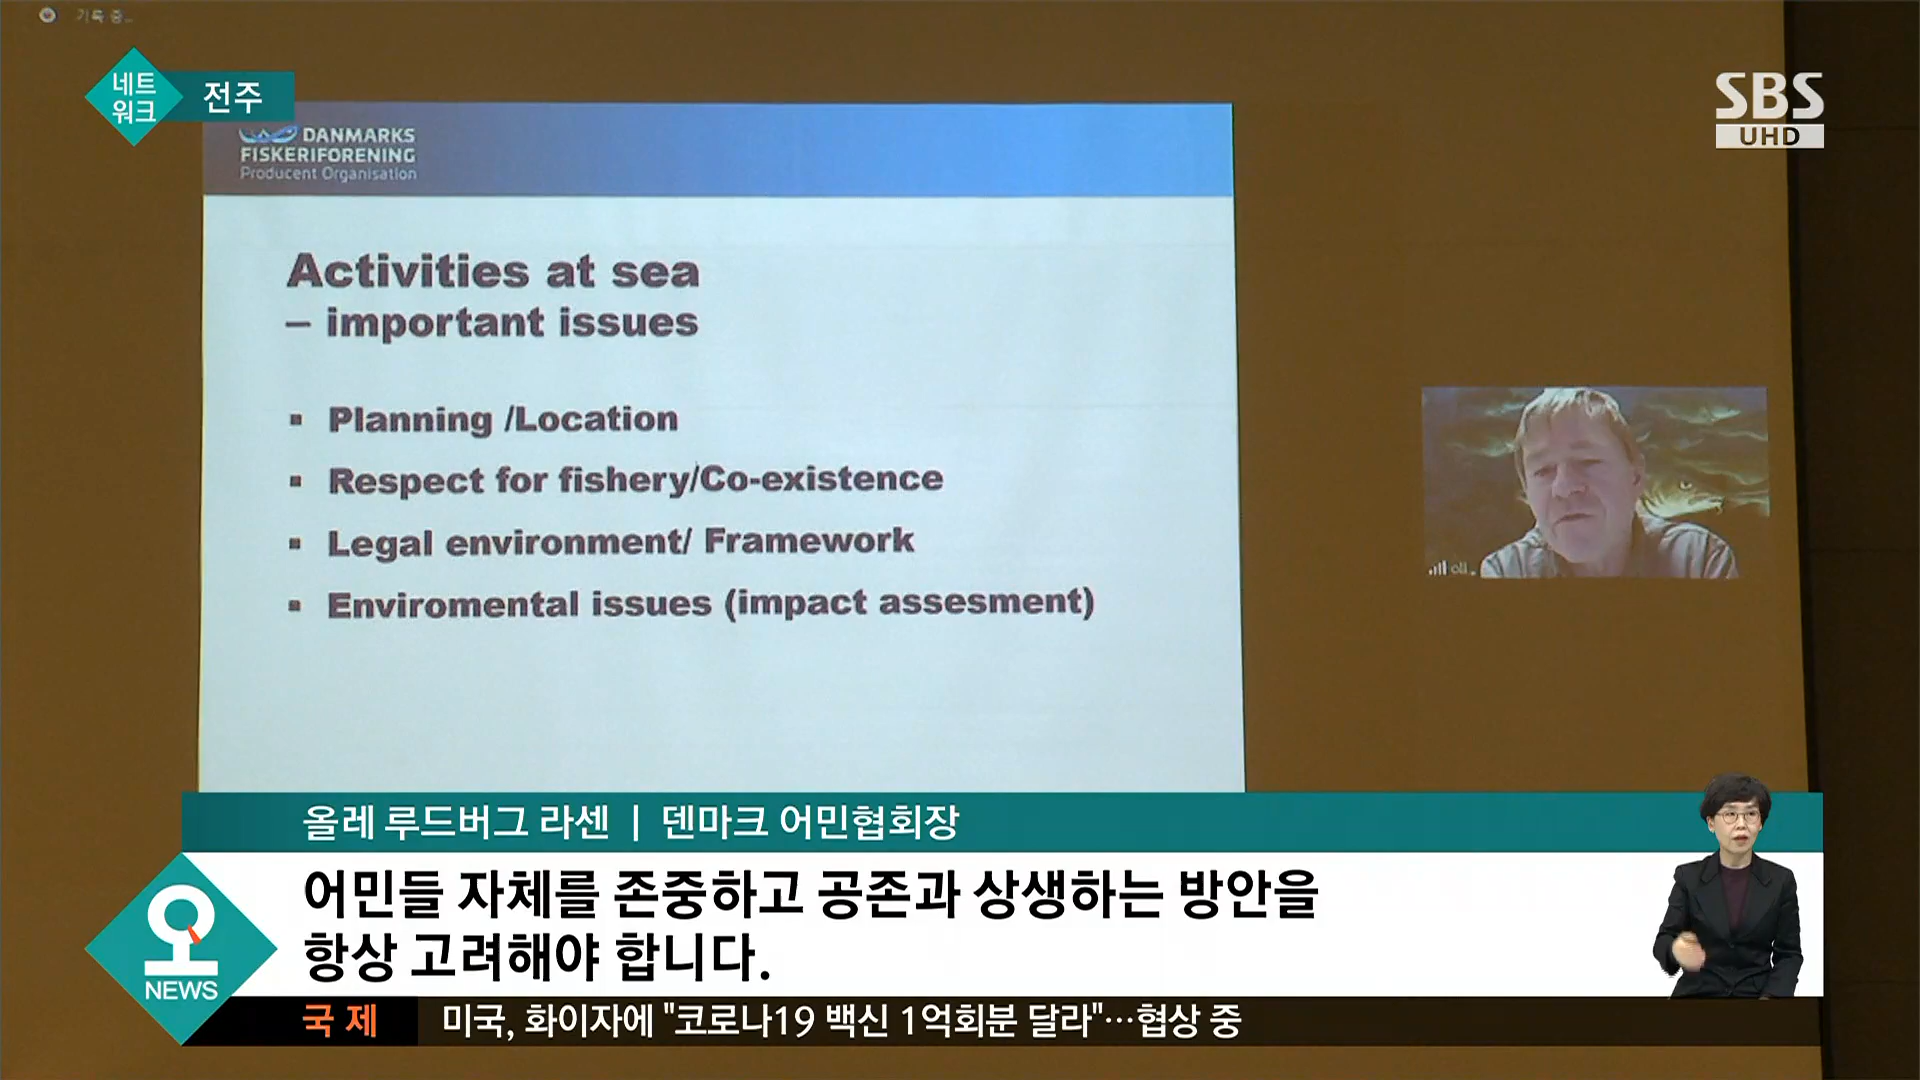 기록 중...
네트
워크
전주
SBS
UHD
DANMARKS
FISKERIFORENING
Producent Organisation
Activities at sea
– important issues
▪ Planning /Location
▪ Respect for fishery/Co-existence
▪ Legal environment/ Framework
▪ Enviromental issues (impact assesment)
올레 루드버그 라센 | 덴마크 어민협회장
어민들 자체를 존중하고 공존과 상생하는 방안을
항상 고려해야 합니다.
오
NEWS
국 제
미국, 화이자에 "코로나19 백신 1억회분 달라"…협상 중